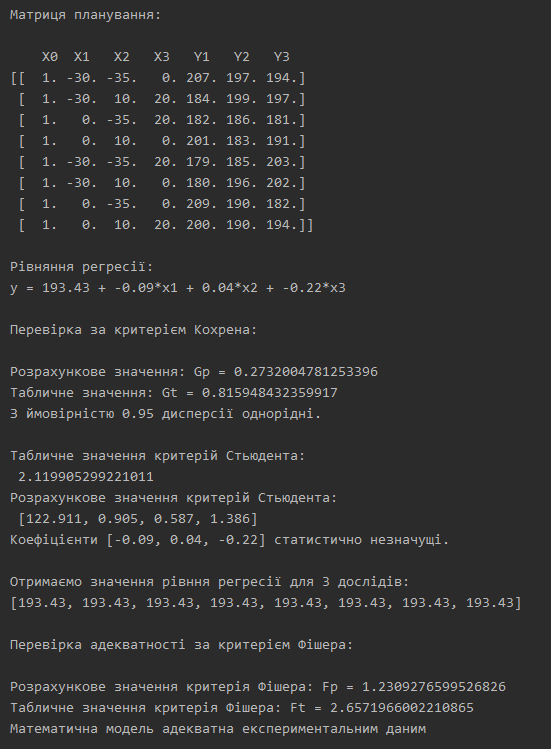 Матриця планування:
X0 X1 X2 X3 Y1 Y2 Y3
[[ 1. -30. -35. 0. 207. 197. 194.]
[ 1. -30. 10. 20. 184. 199. 197.]
[ 1. 0. -35. 20. 182. 186. 181.]
[ 1. 0. 10. 0. 201. 183. 191.]
[ 1. -30. -35. 20. 179. 185. 203.]
[ 1. -30. 10. 0. 180. 196. 202.]
[ 1. 0. -35. 0. 209. 190. 182.]
[ 1. 0. 10. 20. 200. 190. 194.]]
Рівняння регресії:
y = 193.43 + -0.09*x1 + 0.04*x2 + -0.22*x3
Перевірка за критерієм Кохрена:
Розрахункове значення: Gp = 0.2732004781253396
Табличне значення: Gt = 0.815948432359917
З ймовірністю 0.95 дисперсії однорідні.
Табличне значення критерій Стьюдента:
2.119905299221011
Розрахункове значення критерій Стьюдента:
[122.911, 0.905, 0.587, 1.386]
Коефіцієнти [-0.09, 0.04, -0.22] статистично незначущі.
Отримаємо значення рівня регресії для 3 дослідів:
[193.43, 193.43, 193.43, 193.43, 193.43, 193.43, 193.43, 193.43]
Перевірка адекватності за критерієм Фішера:
Розрахункове значення критерія Фішера: Fp = 1.2309276599526826
Табличне значення критерія Фішера: Ft = 2.6571966002210865
Математична модель адекватна експериментальним даним